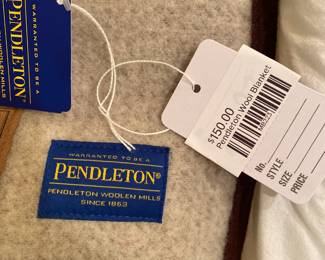 WARRANTED TO BE A
PENDLETON
WOOLEN MILLS
$150.00
Pendleton Wool Blanket
No.
STYLE
SIZE
PRICE
WARRANTED TO BE A
PENDLETON®
PENDLETON WOOLEN MILLS
SINCE 1863